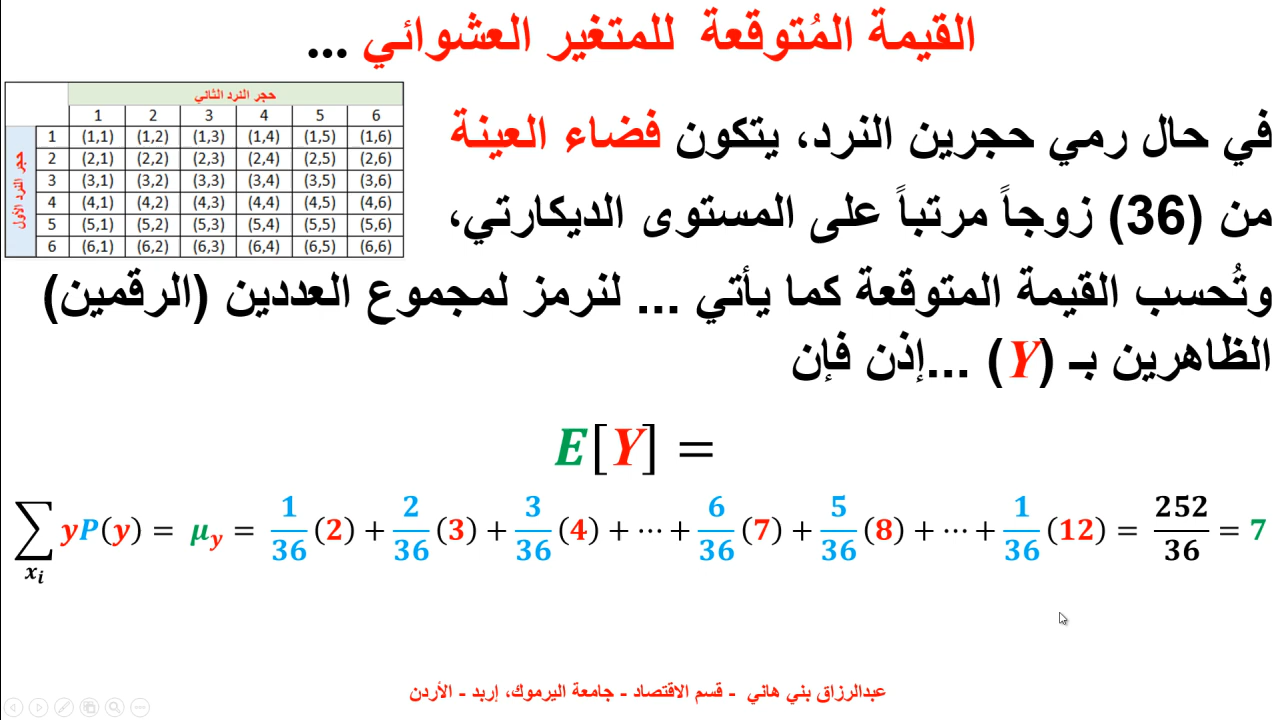 القيمة المُتوقعة للمتغير العشوائي ...
في حال رمي حجرين النرد، يتكون فضاء العينة
من (36) زوجاً مرتباً على المستوى الديكارتي،
وتُحسب القيمة المتوقعة كما يأتي ... لنرمز لمجموع العددين (الرقمين)
الظاهرين بـ (Y) ...إذن فإن
حجر النرد الثاني
1 2 3 4 5 6
حجر النرد الأول
1 (1,1) (1,2) (1,3) (1,4) (1,5) (1,6)
2 (2,1) (2,2) (2,3) (2,4) (2,5) (2,6)
3 (3,1) (3,2) (3,3) (3,4) (3,5) (3,6)
4 (4,1) (4,2) (4,3) (4,4) (4,5) (4,6)
5 (5,1) (5,2) (5,3) (5,4) (5,5) (5,6)
6 (6,1) (6,2) (6,3) (6,4) (6,5) (6,6)
E[Y] =
∑_{x_i} yP(y) = μ_y = 1/36 (2) + 2/36 (3) + 3/36 (4) + ⋯ + 6/36 (7) + 5/36 (8) + ⋯ + 1/36 (12) = 252/36 = 7
عبدالرزاق بني هاني - قسم الاقتصاد - جامعة اليرموك، إربد - الأردن